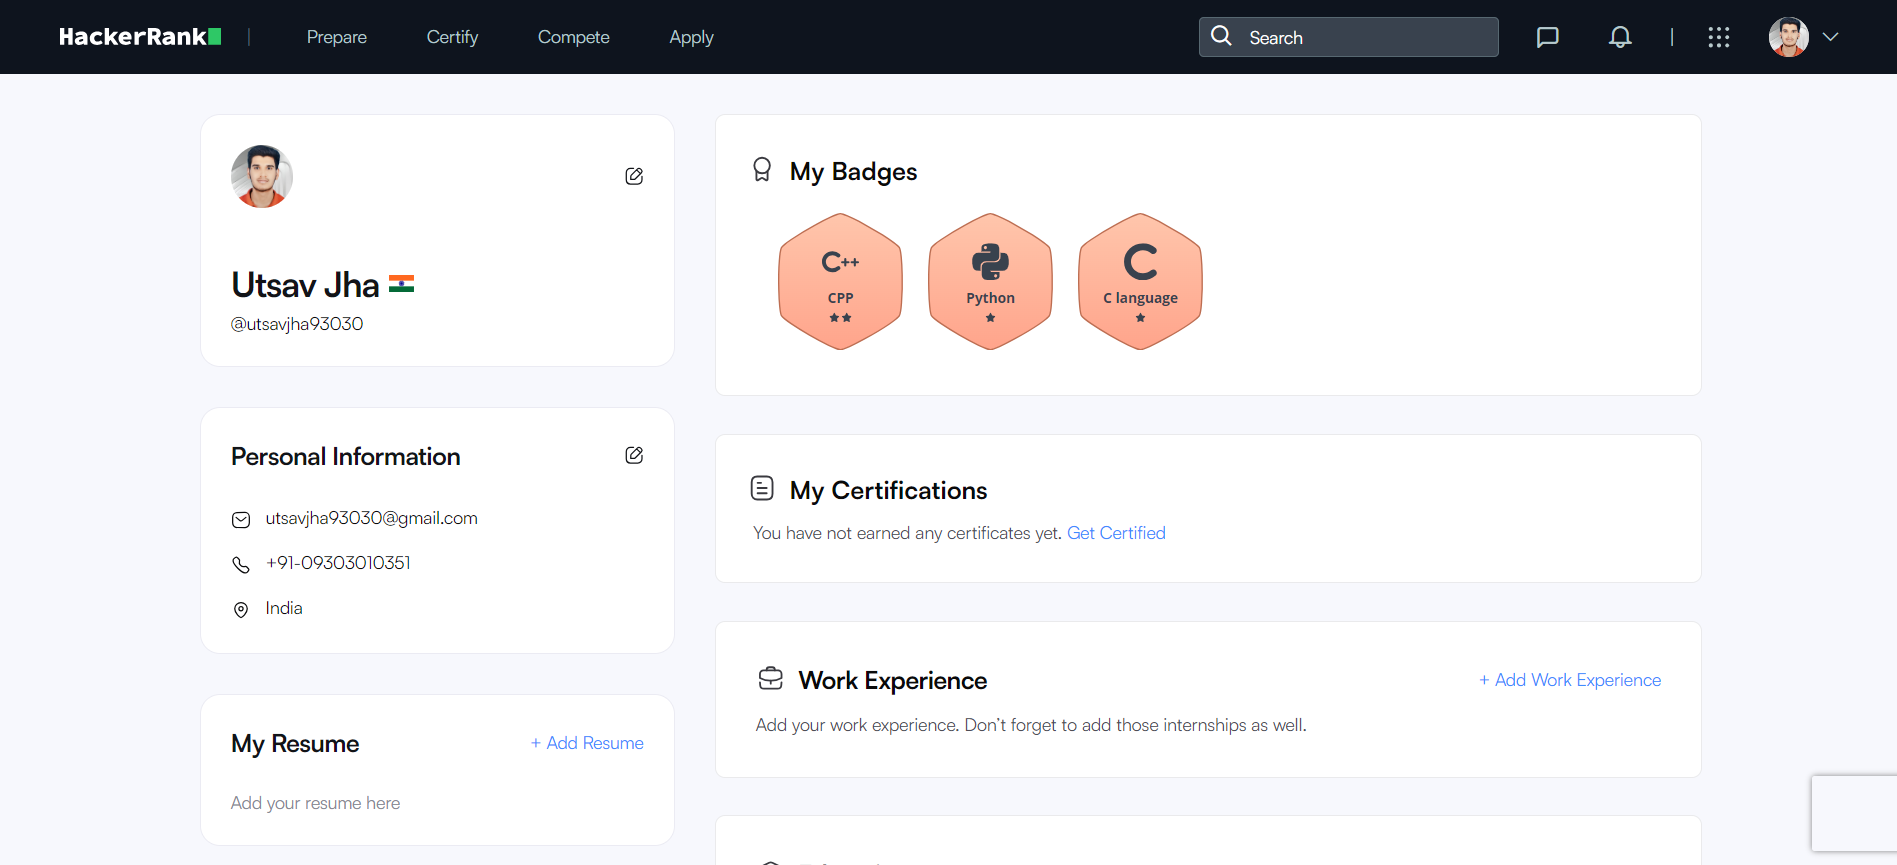 HackerRank
Prepare
Certify
Compete
Apply
Search
Utsav Jha
@utsavjha93030
Personal Information
utsavjha93030@gmail.com
+91-09303010351
India
My Resume
+ Add Resume
Add your resume here
My Badges
C++
CPP
Python
C
C language
My Certifications
You have not earned any certificates yet. Get Certified
Work Experience
+ Add Work Experience
Add your work experience. Don’t forget to add those internships as well.